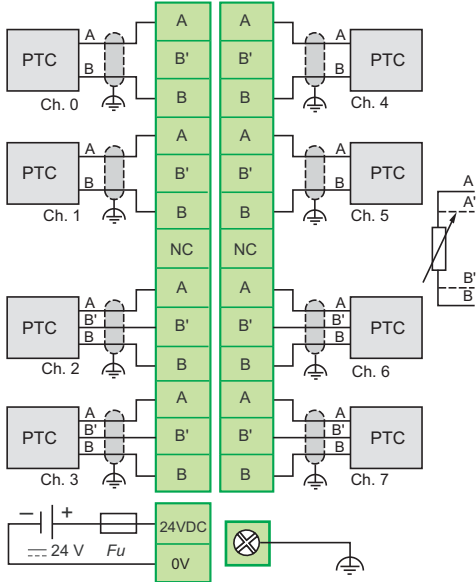 A A
A A
PTC B' B' PTC
B B
B B
Ch. 0 Ch. 4
A A
A A
PTC B' B' PTC
B B
B B
Ch. 1 Ch. 5
A
A'
NC NC
B'
B
A A
A A
PTC B' B' B' B' PTC
B B
B B
Ch. 2 Ch. 6
A A
A A
PTC B' B' B' B' PTC
B B
B B
Ch. 3 Ch. 7
– + 24VDC
24 V Fu
0V